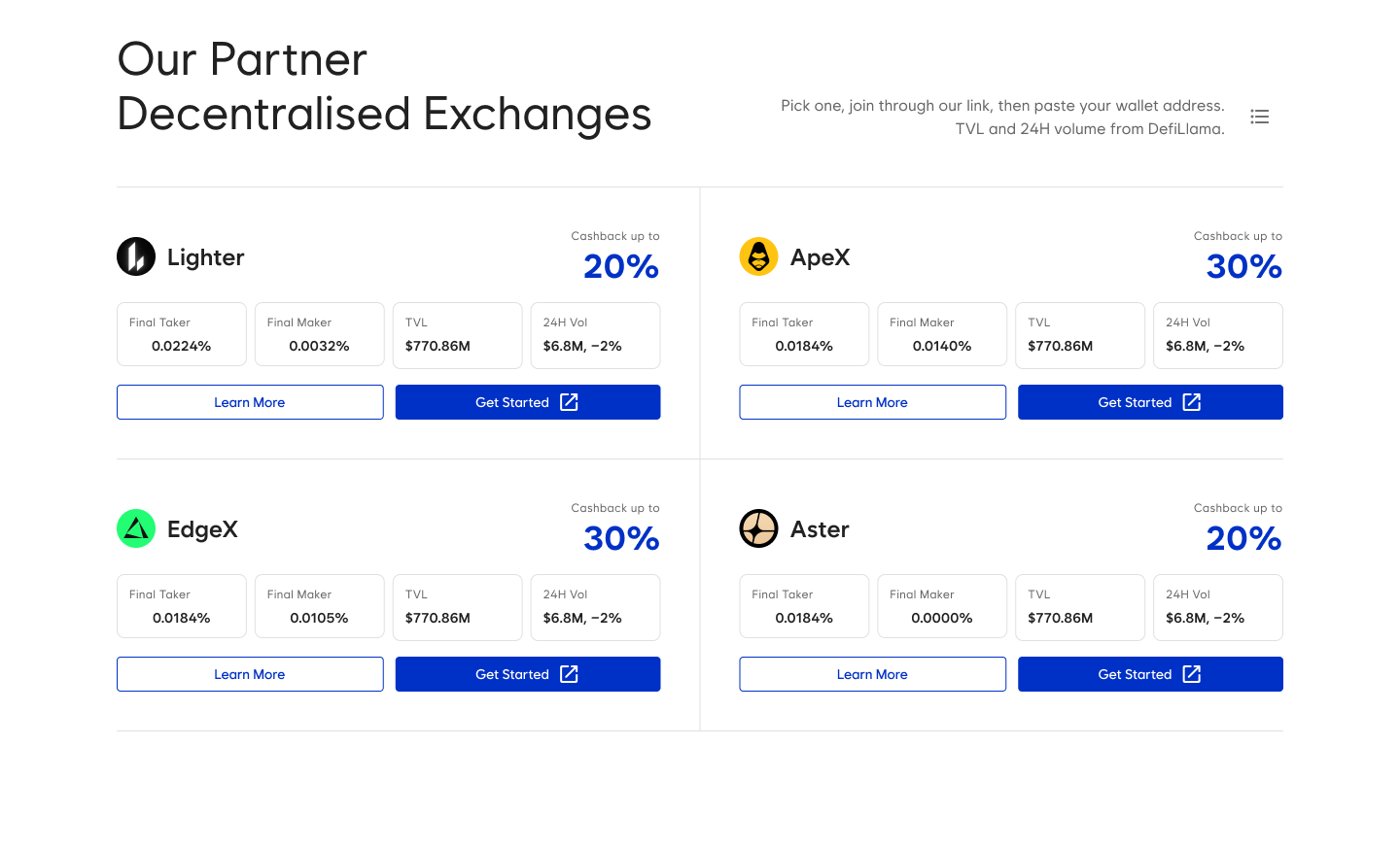 Our Partner
Decentralised Exchanges
Pick one, join through our link, then paste your wallet address.
TVL and 24H volume from DefiLlama.
Lighter
Cashback up to
20%
Final Taker
0.0224%
Final Maker
0.0032%
TVL
$770.86M
24H Vol
$6.8M, −2%
Learn More
Get Started
ApeX
Cashback up to
30%
Final Taker
0.0184%
Final Maker
0.0140%
TVL
$770.86M
24H Vol
$6.8M, −2%
Learn More
Get Started
EdgeX
Cashback up to
30%
Final Taker
0.0184%
Final Maker
0.0105%
TVL
$770.86M
24H Vol
$6.8M, −2%
Learn More
Get Started
Aster
Cashback up to
20%
Final Taker
0.0184%
Final Maker
0.0000%
TVL
$770.86M
24H Vol
$6.8M, −2%
Learn More
Get Started